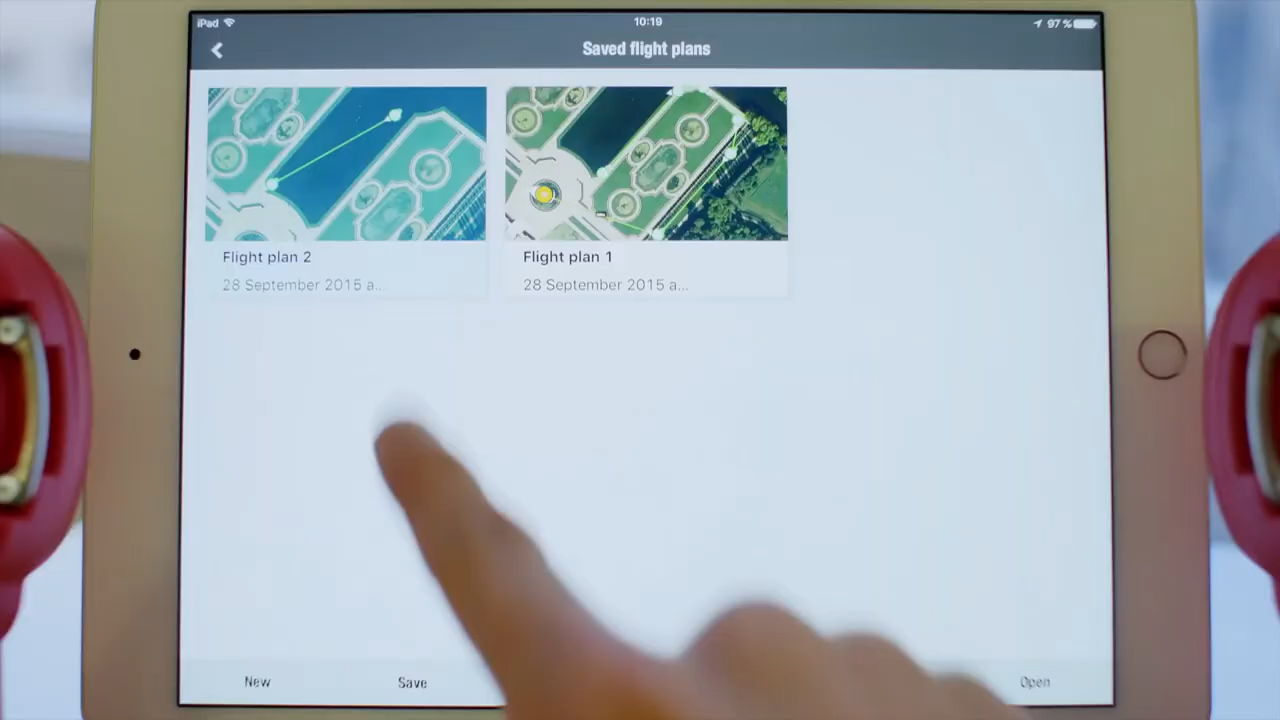 iPad 10:19 97 %
Saved flight plans
Flight plan 2 Flight plan 1
28 September 2015 a... 28 September 2015 a...
New Save Open